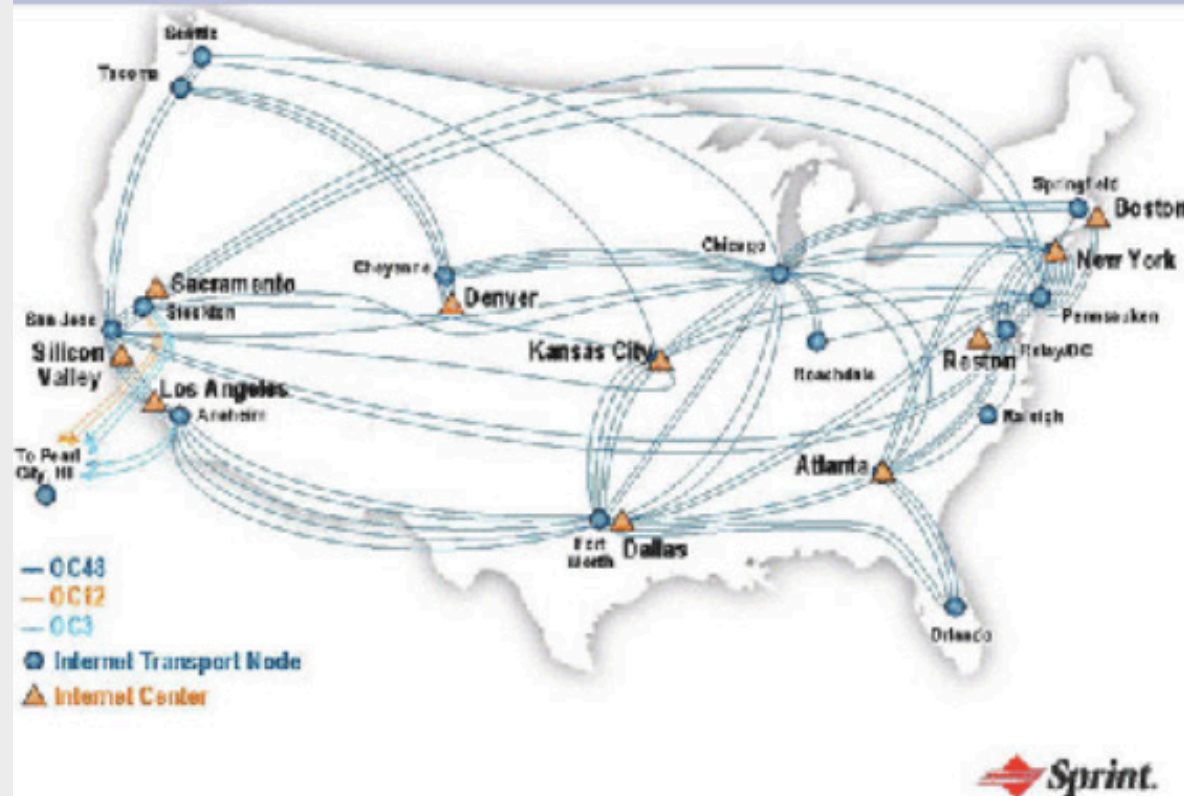 Seattle
Tacoma
Springfield
Boston
Chicago
New York
Cheyenne
Sacramento
Denver
Stockton
Pennsauken
San Jose
Silicon
Valley
Kansas City
Roachdale
Reston
Relay/DC
Los Angeles
Anaheim
Raleigh
To Pearl
City, HI
Atlanta
Fort
Worth
Dallas
OC48
OC12
OC3
Orlando
Internet Transport Node
Internet Center
Sprint.